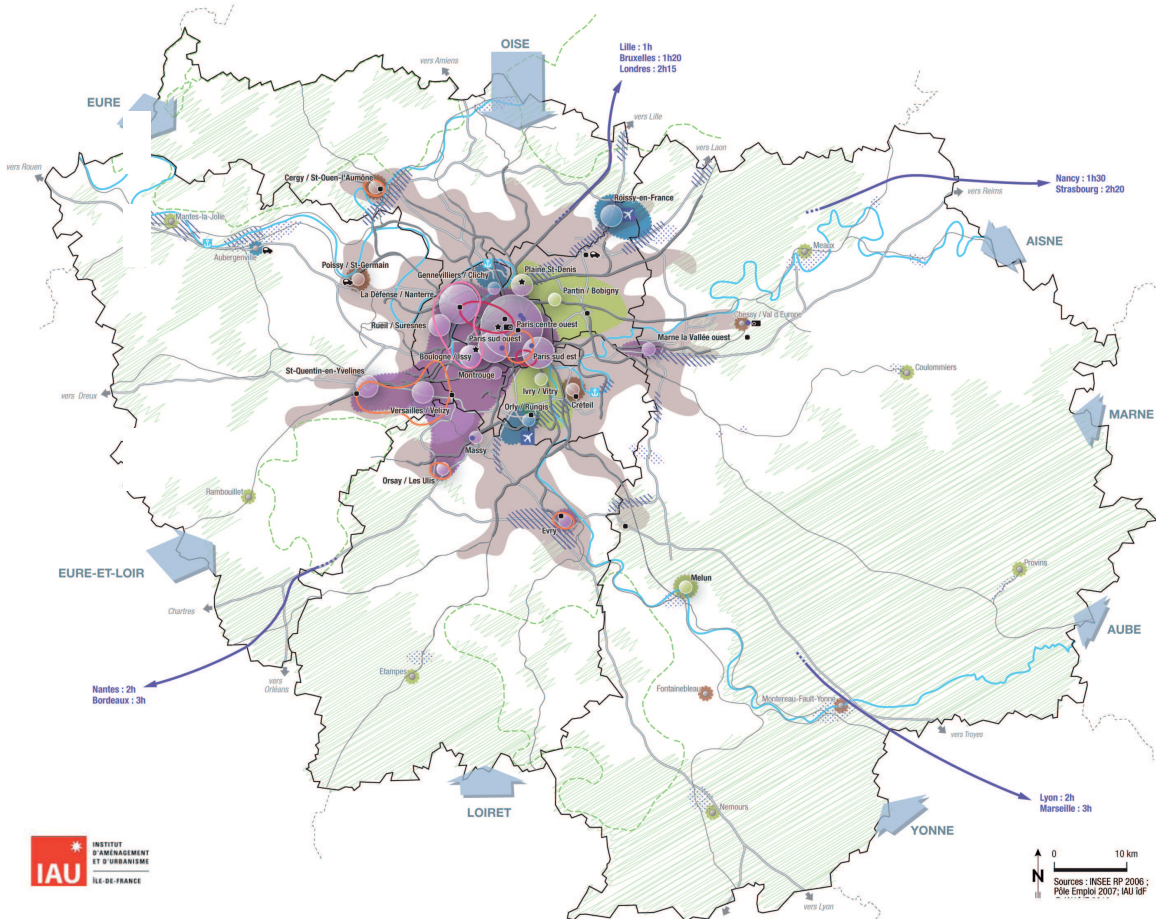 OISE
Lille : 1h
Bruxelles : 1h20
Londres : 2h15
vers Amiens
EURE
vers Lille
vers Laon
vers Rouen
Cergy / St-Ouen-l'Aumône
Nancy : 1h30
Strasbourg : 2h20
vers Reims
Roissy-en-France
Mantes-la-Jolie
AISNE
Meaux
Aubergenville
Poissy / St-Germain
Plaine St-Denis
Gennevilliers / Clichy
La Défense / Nanterre
Pantin / Bobigny
Chessy / Val d'Europe
Rueil / Suresnes
Paris centre ouest
Marne la Vallée ouest
Paris sud ouest
Boulogne / Issy
Paris sud est
St-Quentin-en-Yvelines
Montrouge
Coulommiers
vers Dreux
Ivry / Vitry
Créteil
Versailles / Velizy
Orly / Rungis
MARNE
Massy
Orsay / Les Ulis
Rambouillet
Evry
EURE-ET-LOIR
Melun
Provins
Chartres
AUBE
vers
Orléans
Etampes
Nantes : 2h
Bordeaux : 3h
Fontainebleau
Montereau-Fault-Yonne
vers Troyes
Lyon : 2h
Marseille : 3h
LOIRET
Nemours
YONNE
IAU
INSTITUT
D'AMÉNAGEMENT
ET D'URBANISME
ÎLE-DE-FRANCE
vers Lyon
N
0 10 km
Sources : INSEE RP 2006 ;
Pôle Emploi 2007; IAU îdF